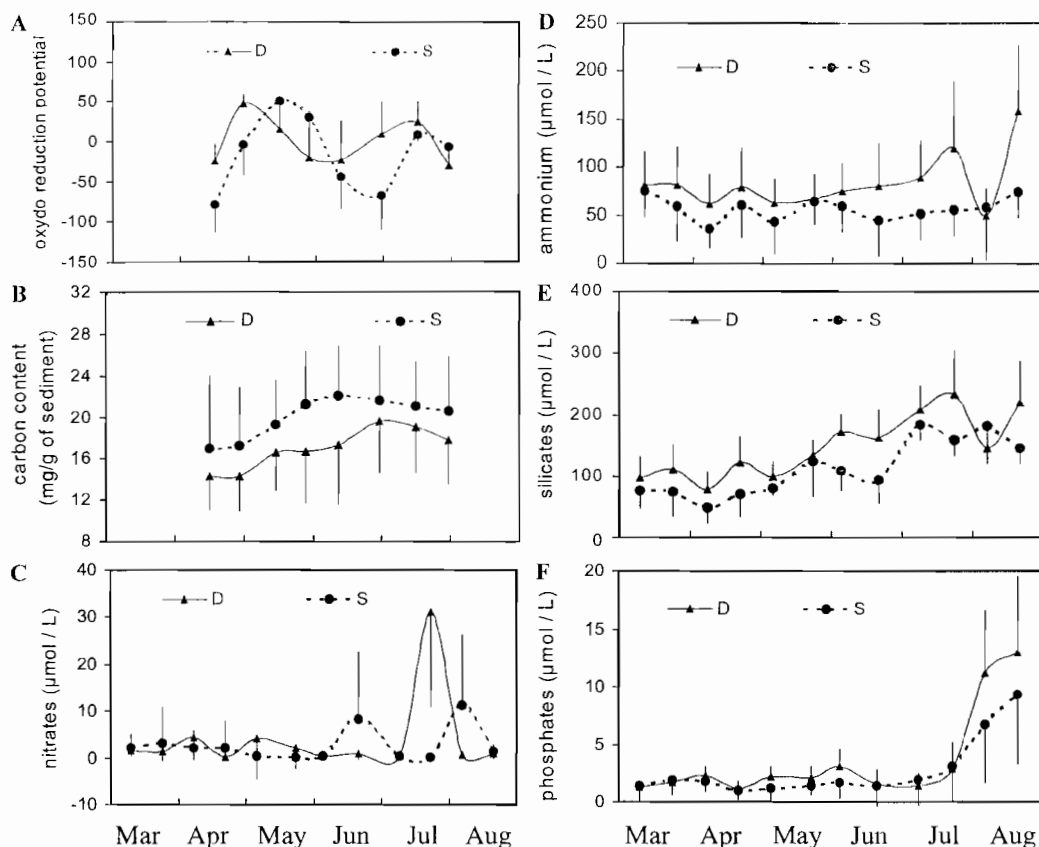 A
oxydo reduction potential
150
100
50
0
-50
-100
-150
D
S
B
carbon content
(mg/g of sediment)
32
28
24
20
16
12
8
D
S
C
nitrates (µmol / L)
40
30
20
10
0
-10
D
S
Mar Apr May Jun Jul Aug
D
ammonium (µmol / L)
250
200
150
100
50
0
D
S
E
silicates (µmol / L)
400
300
200
100
0
D
S
F
phosphates (µmol / L)
20
15
10
5
0
D
S
Mar Apr May Jun Jul Aug